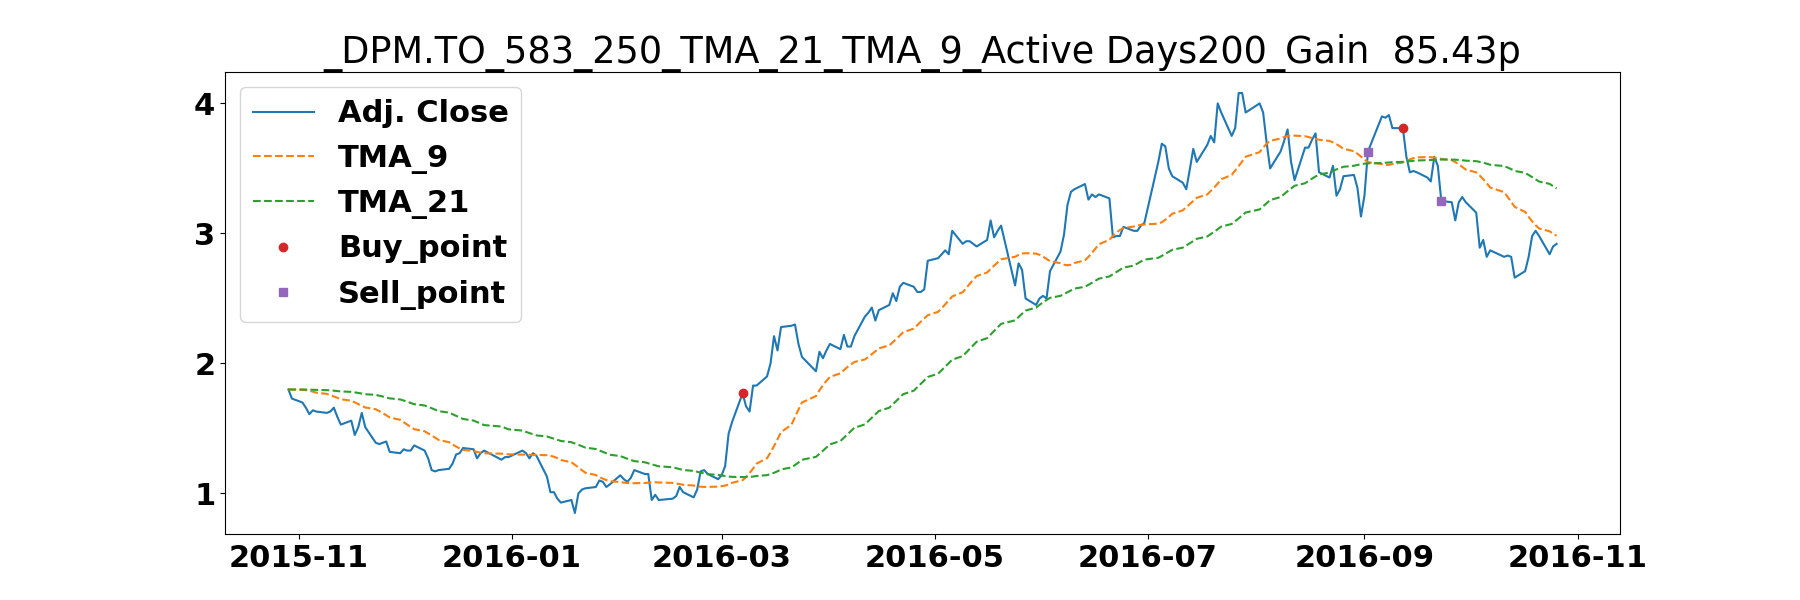 _DPM.TO_583_250_TMA_21_TMA_9_Active Days200_Gain  85.43p
4
3
2
1
Adj. Close
TMA_9
TMA_21
Buy_point
Sell_point
2015-11 2016-01 2016-03 2016-05 2016-07 2016-09 2016-11